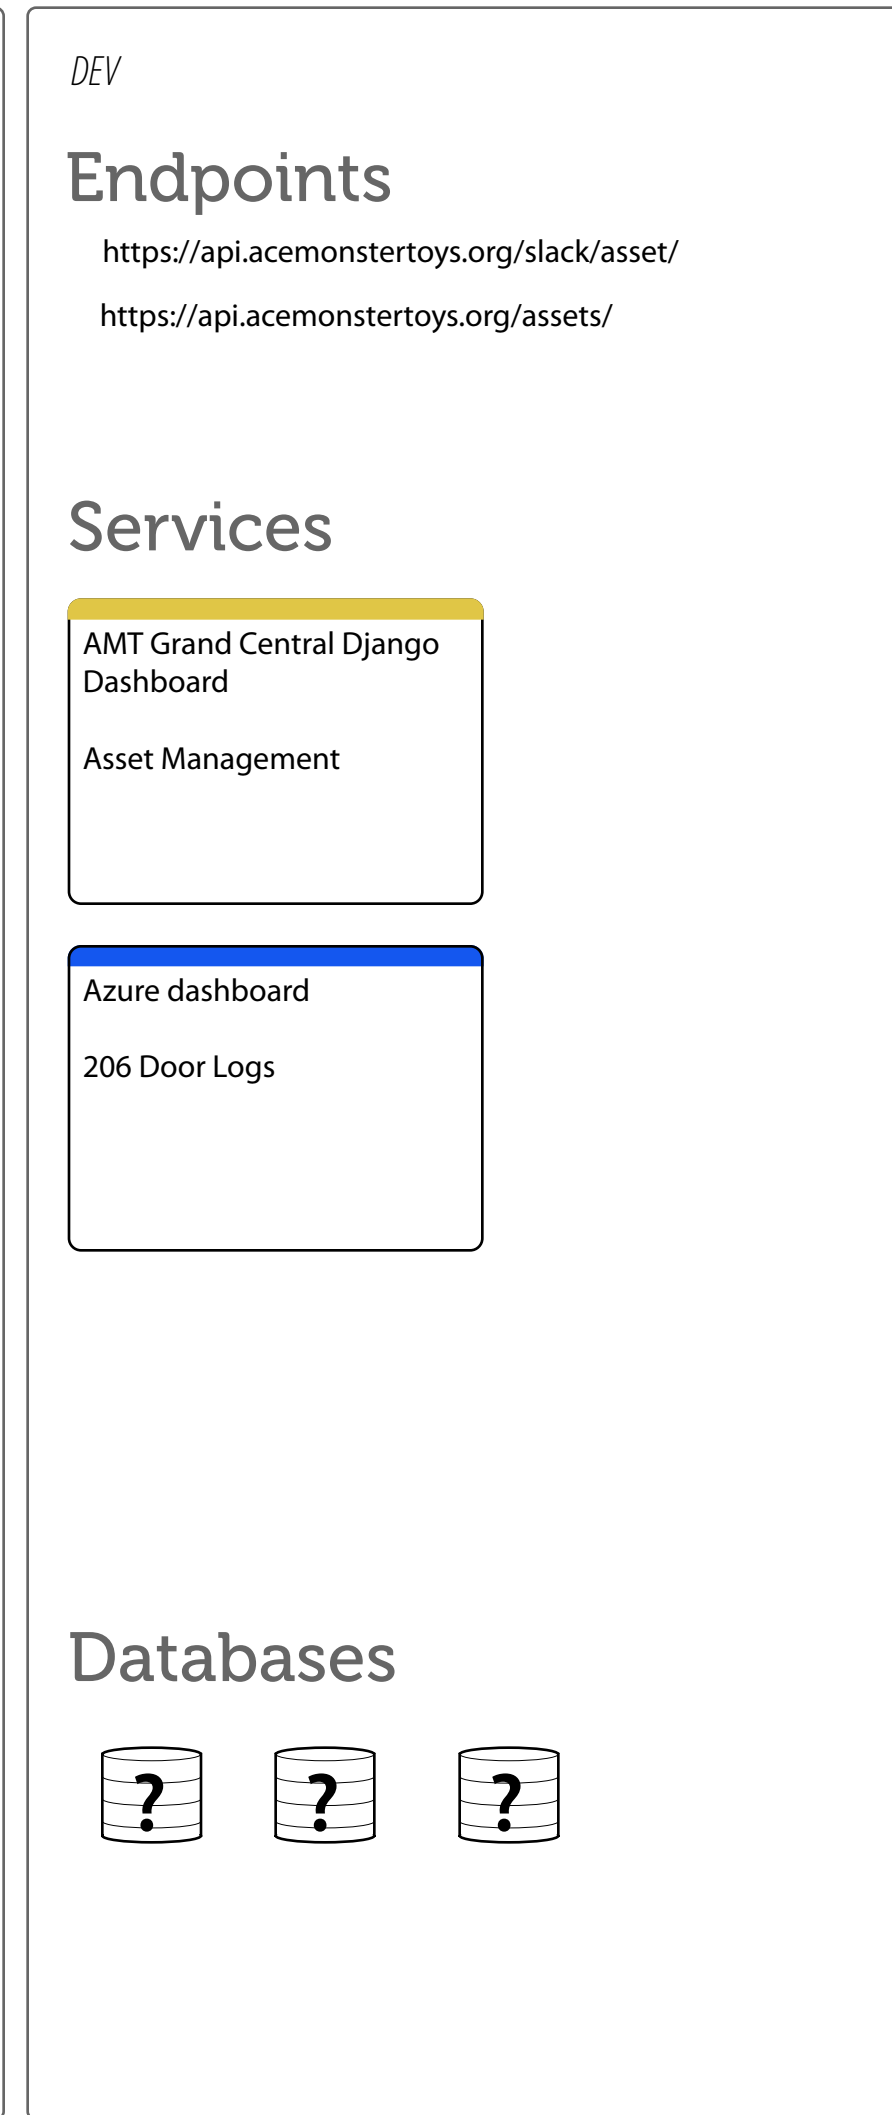 DEV
Endpoints
https://api.acemonstertoys.org/slack/asset/
https://api.acemonstertoys.org/assets/
Services
AMT Grand Central Django
Dashboard
Asset Management
Azure dashboard
206 Door Logs
Databases
? ? ?